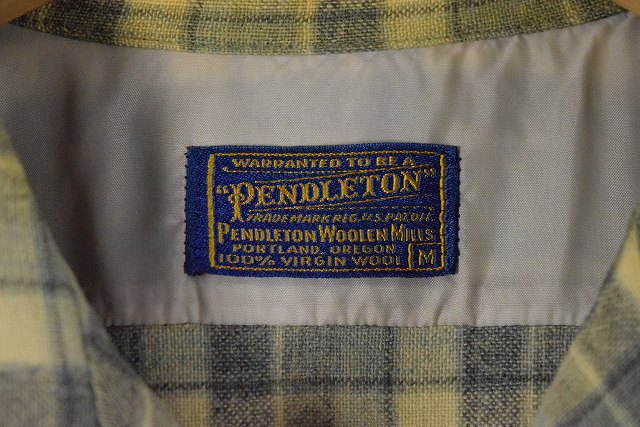 WARRANTED TO BE A
"PENDLETON"
TRADE MARK REG. U.S. PAT. OFF.
PENDLETON WOOLEN MILLS
PORTLAND, OREGON
100% VIRGIN WOOL M